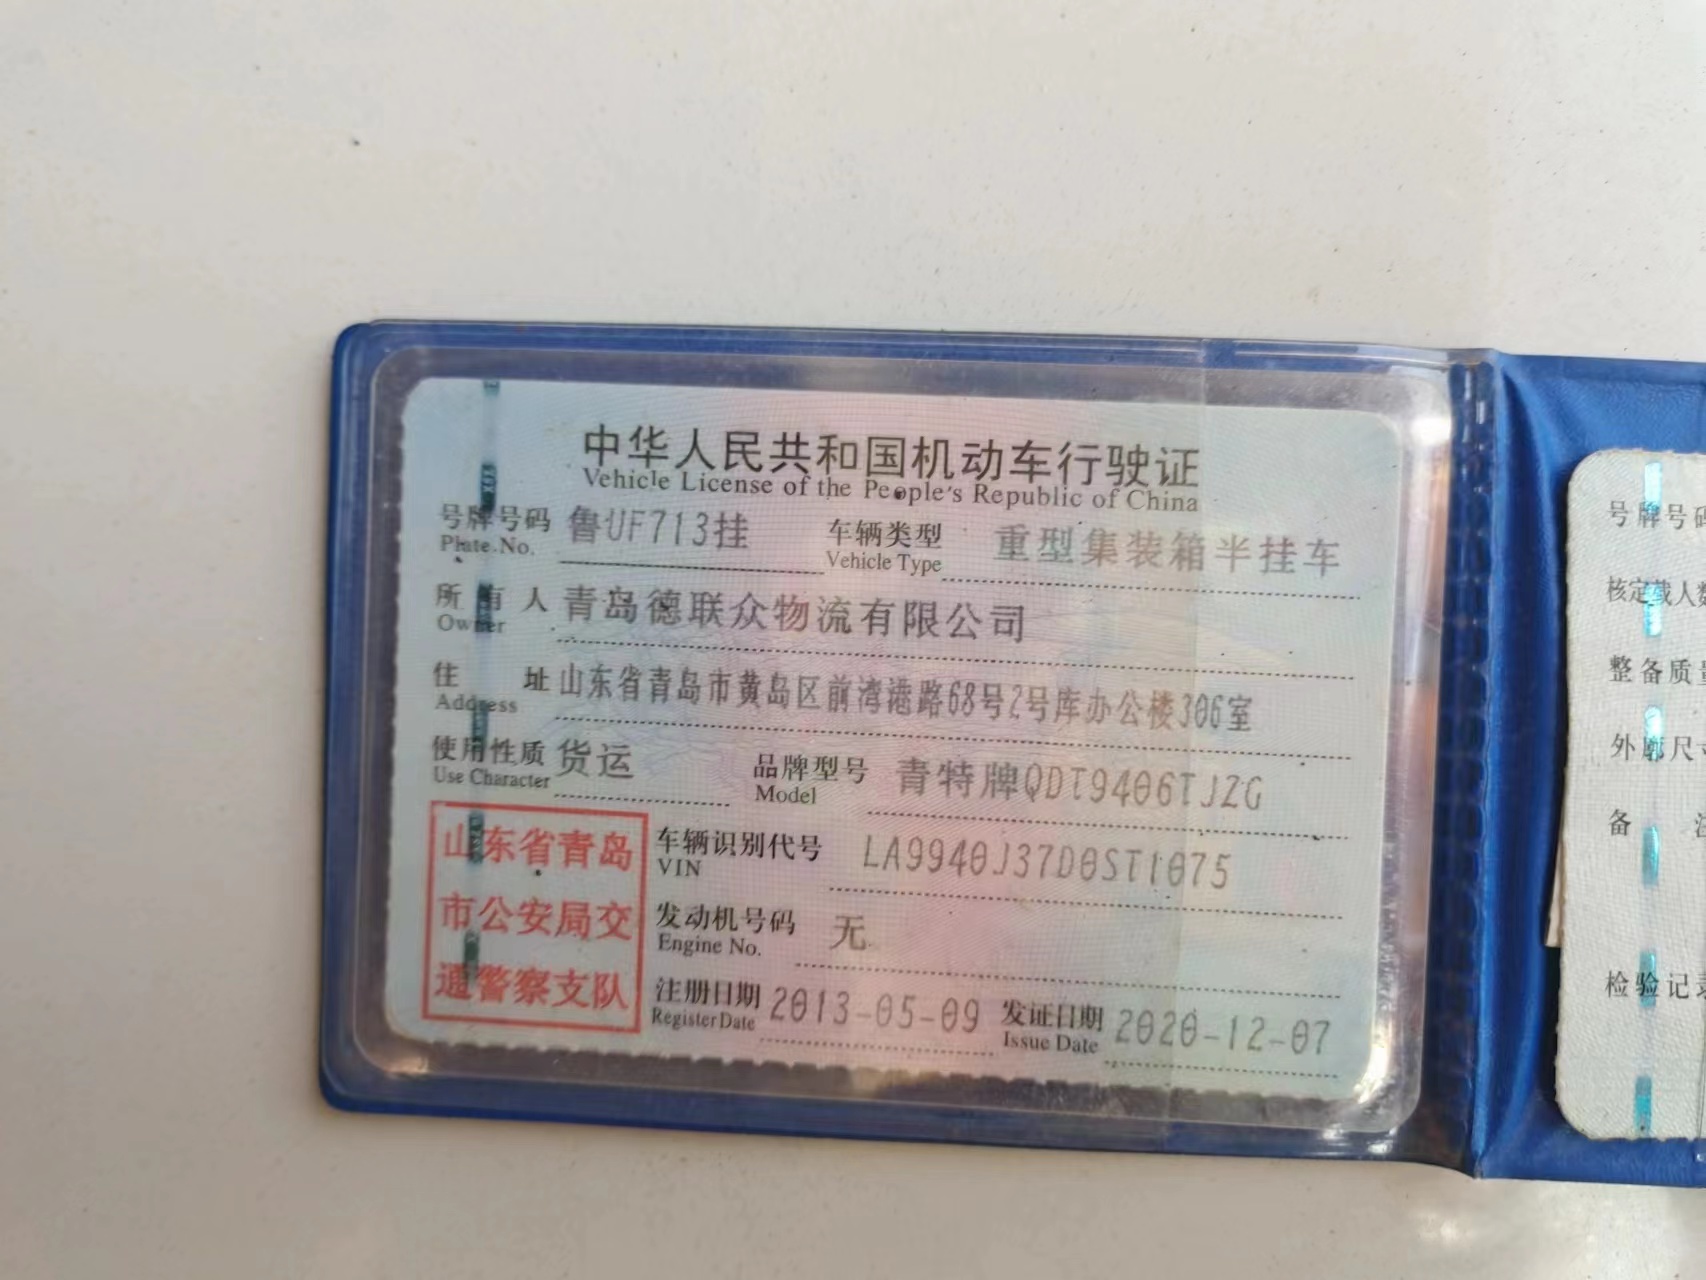 中华人民共和国机动车行驶证
Vehicle License of the People's Republic of China
号牌号码 鲁UF713挂 车辆类型 重型集装箱半挂车
Plate No. Vehicle Type
所有人 青岛德联众物流有限公司
Owner
住址 山东省青岛市黄岛区前湾港路68号2号库办公楼306室
Address
使用性质 货运 品牌型号 青特牌QDT9406TJZG
Use Character Model
山东省青岛
市公安局交
通警察支队
车辆识别代号 LA9940J37D0ST1075
VIN
发动机号码 无
Engine No.
注册日期 2013-05-09 发证日期 2020-12-07
Register Date Issue Date
号牌号码
核定载人数
整备质量
外廓尺寸
备注
检验记录